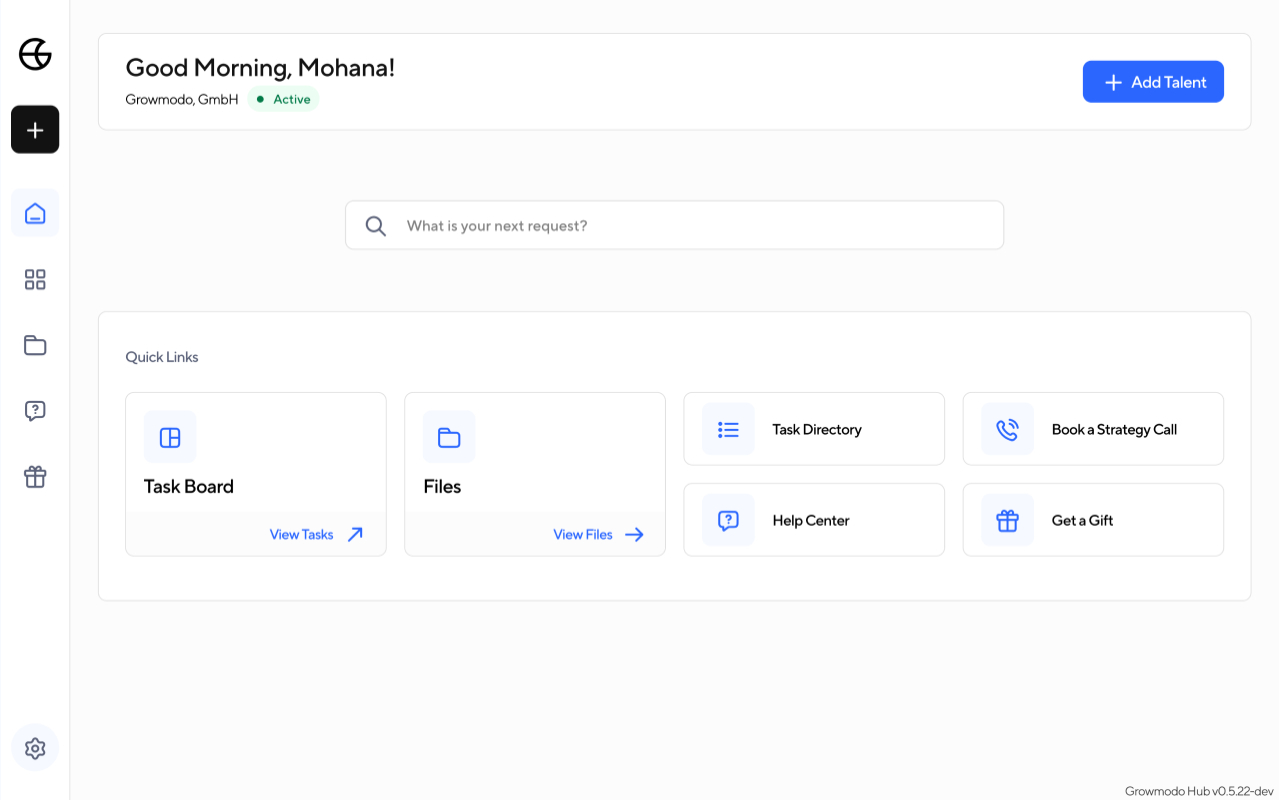 Good Morning, Mohana!
Growmodo, GmbH
Active
Add Talent
What is your next request?
Quick Links
Task Board
View Tasks
Files
View Files
Task Directory
Book a Strategy Call
Help Center
Get a Gift
Growmodo Hub v0.5.22-dev